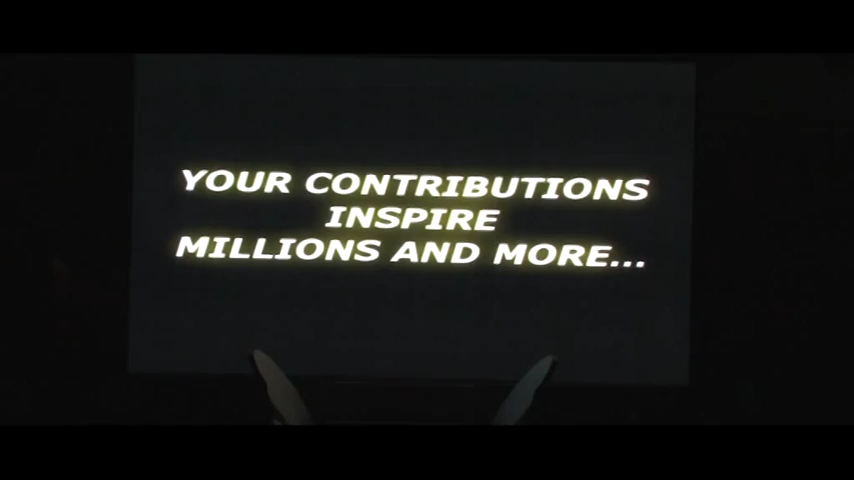 YOUR CONTRIBUTIONS
INSPIRE
MILLIONS AND MORE...